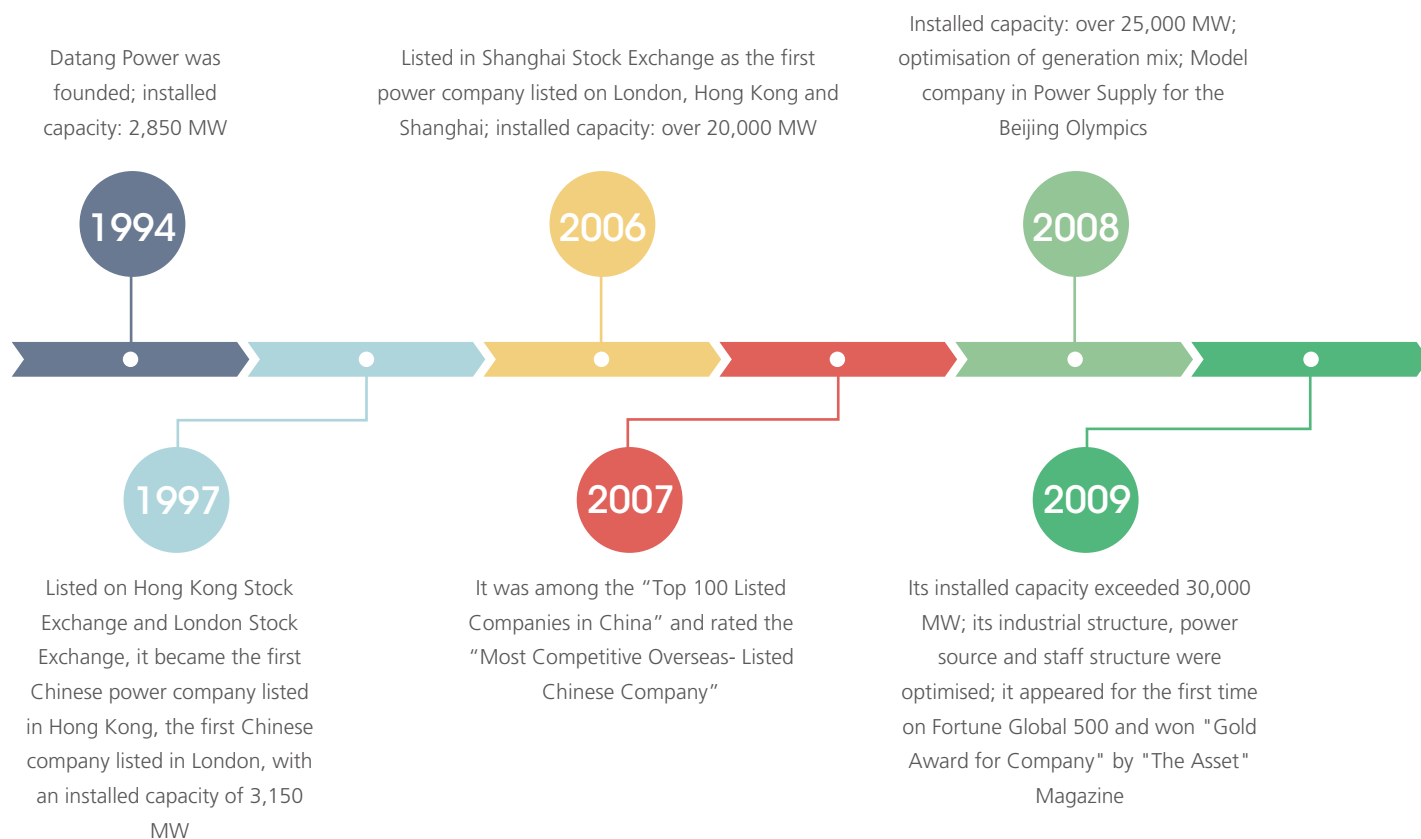 Datang Power was
founded; installed
capacity: 2,850 MW
1994
Listed on Hong Kong Stock
Exchange and London Stock
Exchange, it became the first
Chinese power company listed
in Hong Kong, the first Chinese
company listed in London, with
an installed capacity of 3,150
MW
1997
Listed in Shanghai Stock Exchange as the first
power company listed on London, Hong Kong and
Shanghai; installed capacity: over 20,000 MW
2006
2007
It was among the “Top 100 Listed
Companies in China” and rated the
“Most Competitive Overseas- Listed
Chinese Company”
Installed capacity: over 25,000 MW;
optimisation of generation mix; Model
company in Power Supply for the
Beijing Olympics
2008
2009
Its installed capacity exceeded 30,000
MW; its industrial structure, power
source and staff structure were
optimised; it appeared for the first time
on Fortune Global 500 and won "Gold
Award for Company" by "The Asset"
Magazine